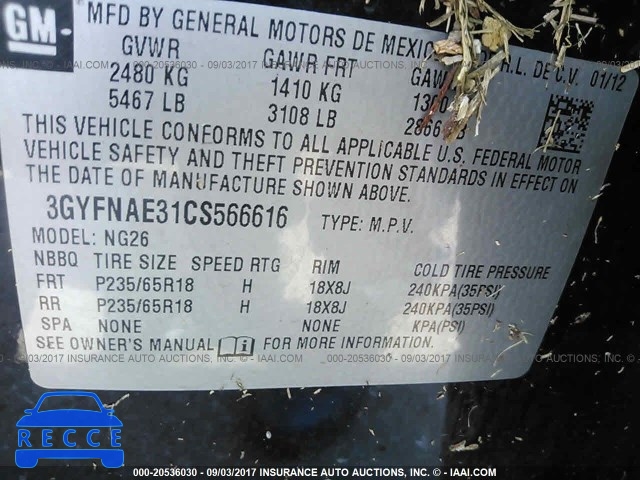 GM
MFD BY GENERAL MOTORS DE MEXICO R.L. DE C.V. 01/12
GVWR GAWR FRT GAW
2480 KG 1410 KG
5467 LB 3108 LB
THIS VEHICLE CONFORMS TO ALL APPLICABLE U.S. FEDERAL MOTOR
VEHICLE SAFETY AND THEFT PREVENTION STANDARDS IN EFFECT ON
THE DATE OF MANUFACTURE SHOWN ABOVE.
3GYFNAE31CS566616 TYPE: M.P.V.
MODEL: NG26
NBBQ TIRE SIZE SPEED RTG RIM COLD TIRE PRESSURE
FRT P235/65R18 H 18X8J 240KPA(35PSI)
RR P235/65R18 H 18X8J 240KPA(35PSI)
SPA NONE NONE KPA(PSI)
SEE OWNER'S MANUAL i FOR MORE INFORMATION.
000-20536030 - 09/03/2017 INSURANCE AUTO AUCTIONS CENTER - © - IAAI.COM
RECCE